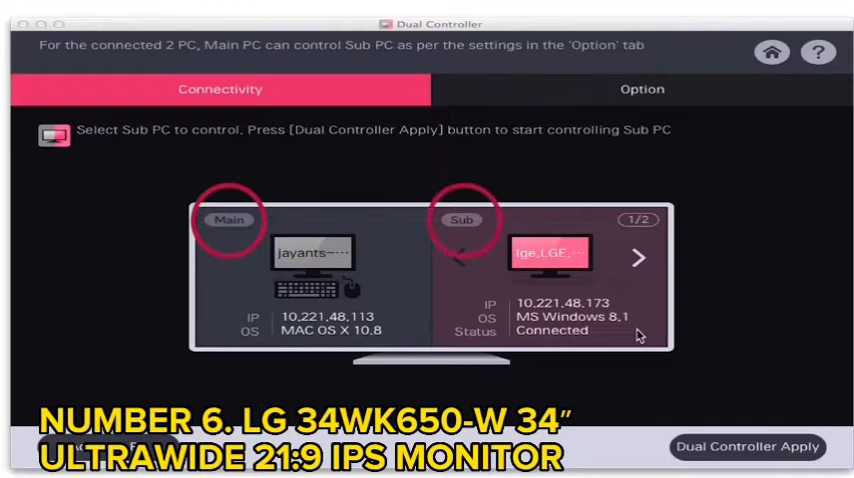 Dual Controller
For the connected 2 PC, Main PC can control Sub PC as per the settings in the 'Option' tab
?
Connectivity
Option
Select Sub PC to control. Press [Dual Controller Apply] button to start controlling Sub PC
Main
Sub
1/2
jayants-···
lge,LGE,···
IP 10.221.48.113
OS MAC OS X 10.8
IP 10.221.48.173
OS MS Windows 8.1
Status Connected
NUMBER 6. LG 34WK650-W 34″
ULTRAWIDE 21:9 IPS MONITOR
Dual Controller Apply